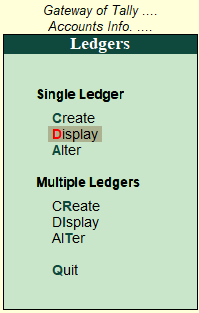 Gateway of Tally ....
Accounts Info. ....
Ledgers
Single Ledger
Create
Display
Alter
Multiple Ledgers
CReate
DIsplay
AlTer
Quit